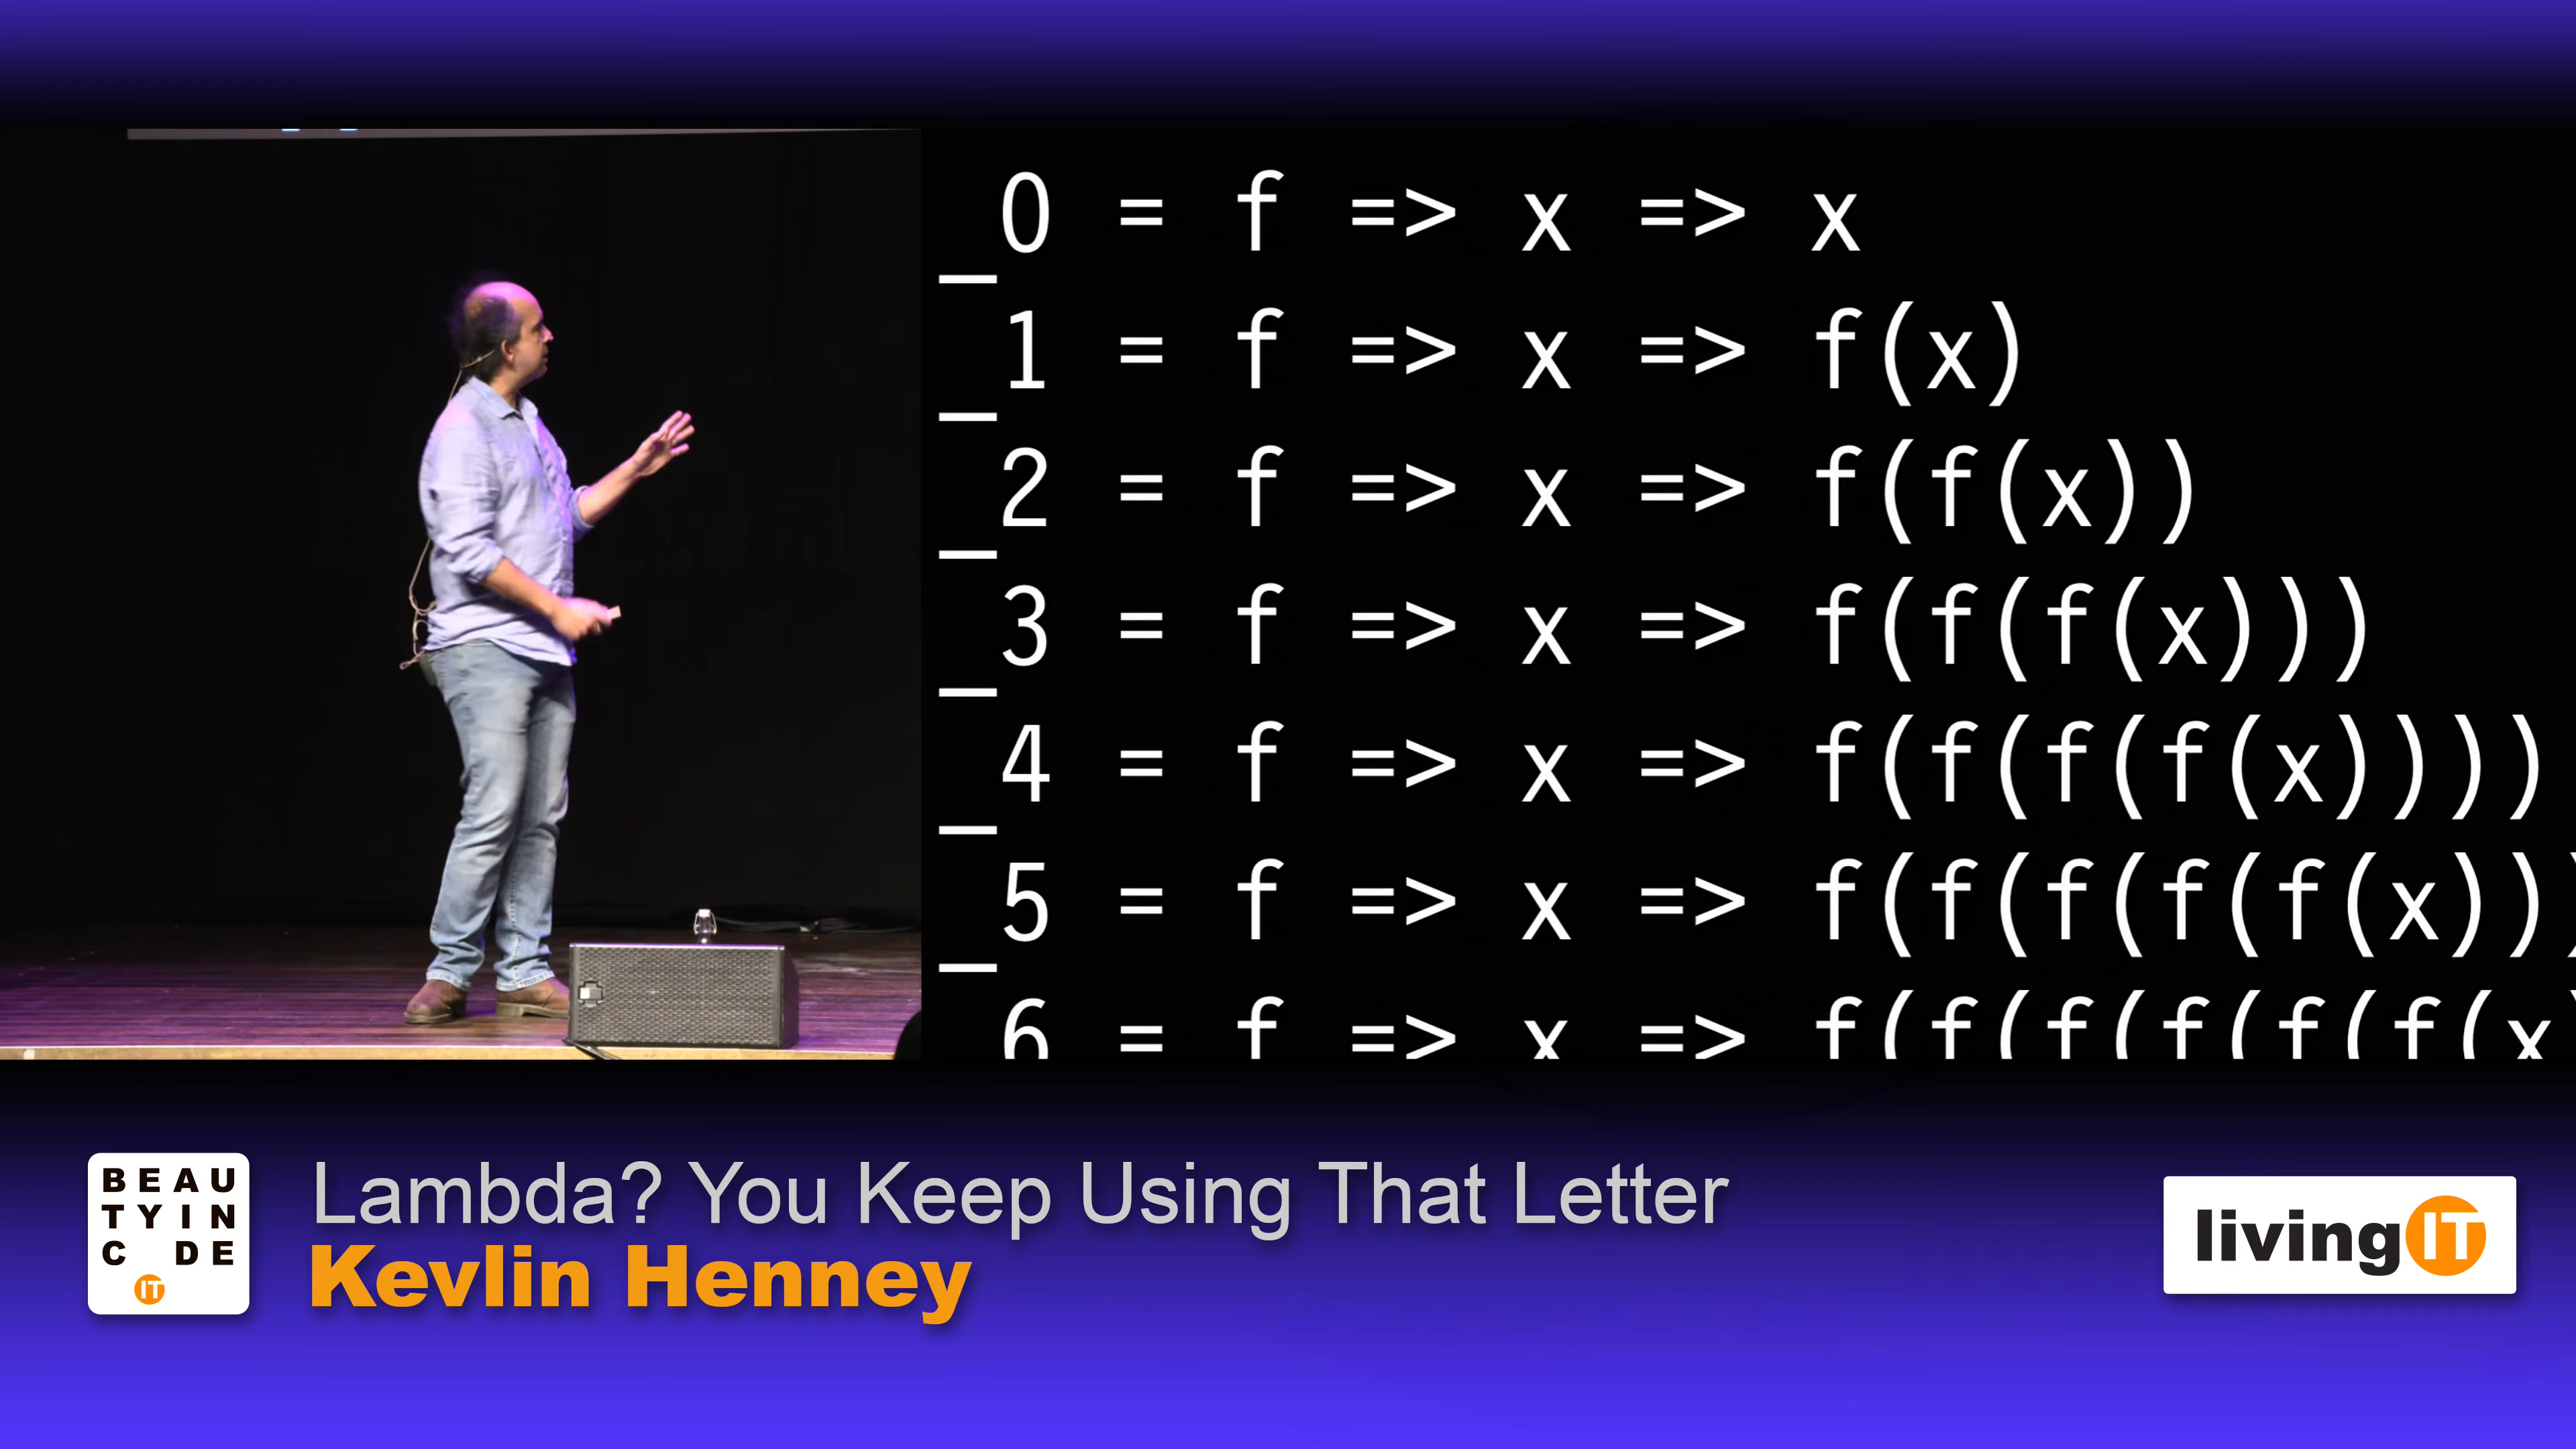 _0 = f => x => x
_1 = f => x => f(x)
_2 = f => x => f(f(x))
_3 = f => x => f(f(f(x)))
_4 = f => x => f(f(f(f(x))))
_5 = f => x => f(f(f(f(f(x)))
6 = f => x => f(f(f(f(f(f(x
BEAU
TYIN
C DE
IT
Lambda? You Keep Using That Letter
Kevlin Henney
livingIT